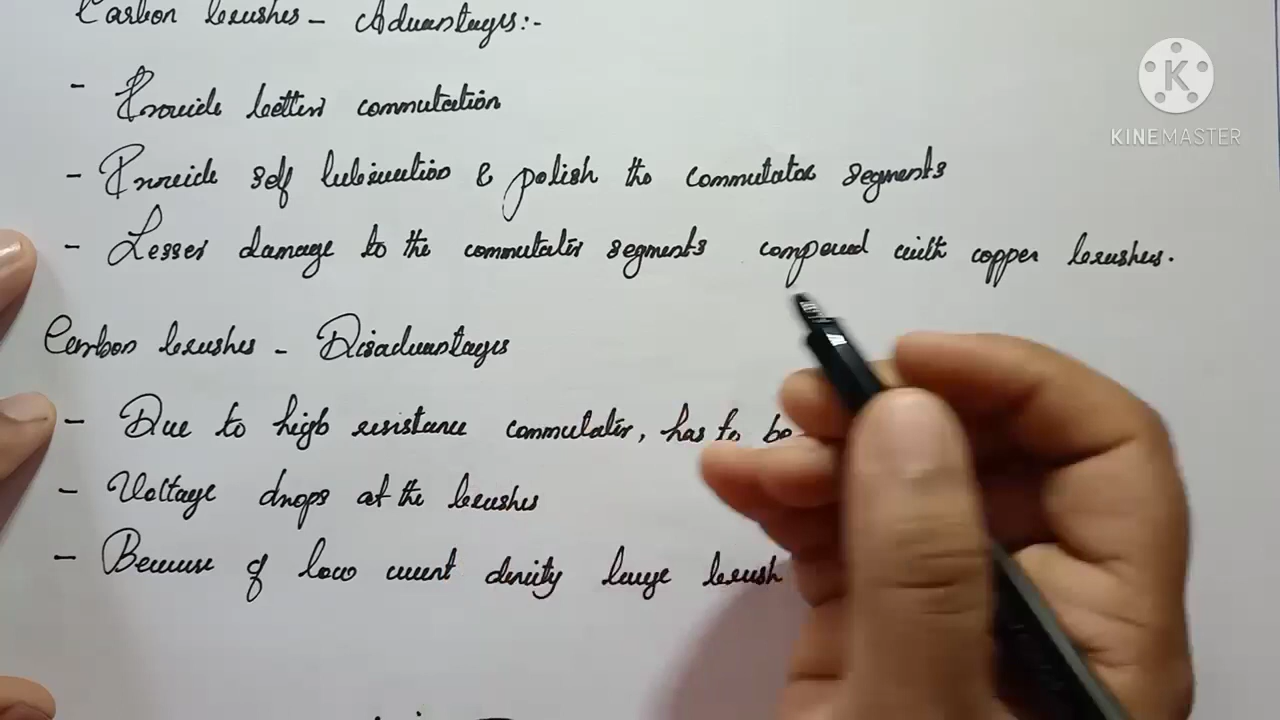 Carbon brushes - Advantages:-
K
KINEMASTER
- Provide better commutation
- Provide self lubrication & polish the commutator segments
- Lesser damage to the commutator segments compared with copper brushes.
Carbon brushes - Disadvantages
- Due to high resistance commutator, has to be
- Voltage drops at the brushes
- Because of low current density large brush